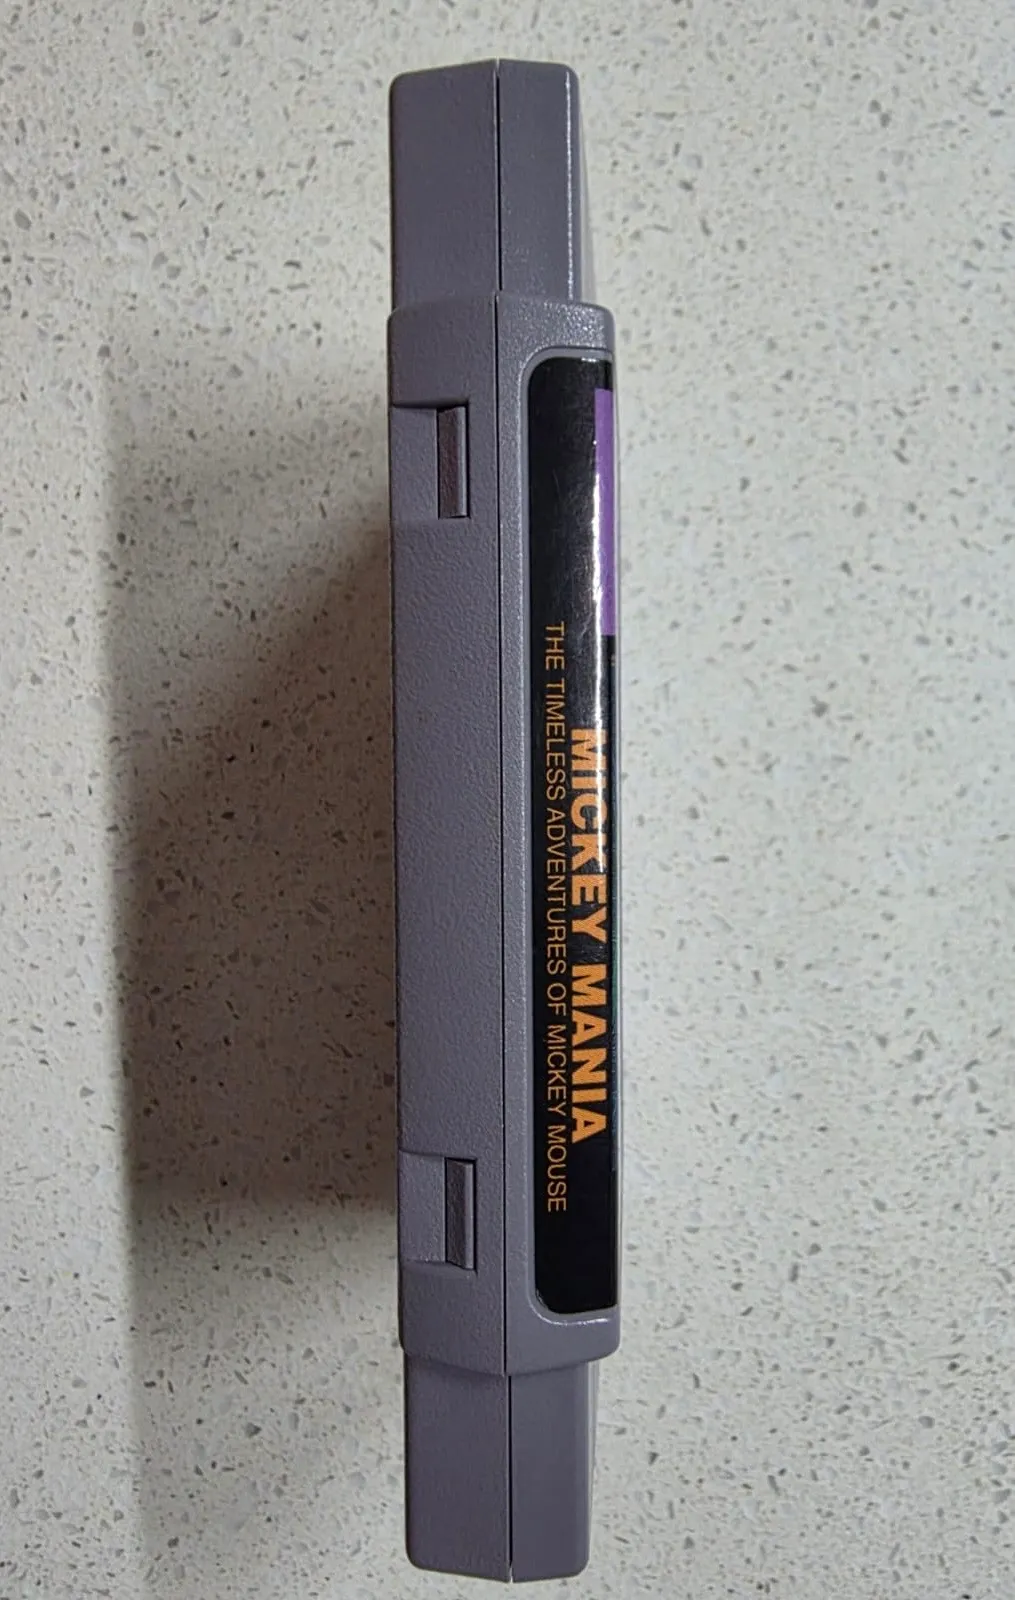 MICKEY MANIA
THE TIMELESS ADVENTURES OF MICKEY MOUSE